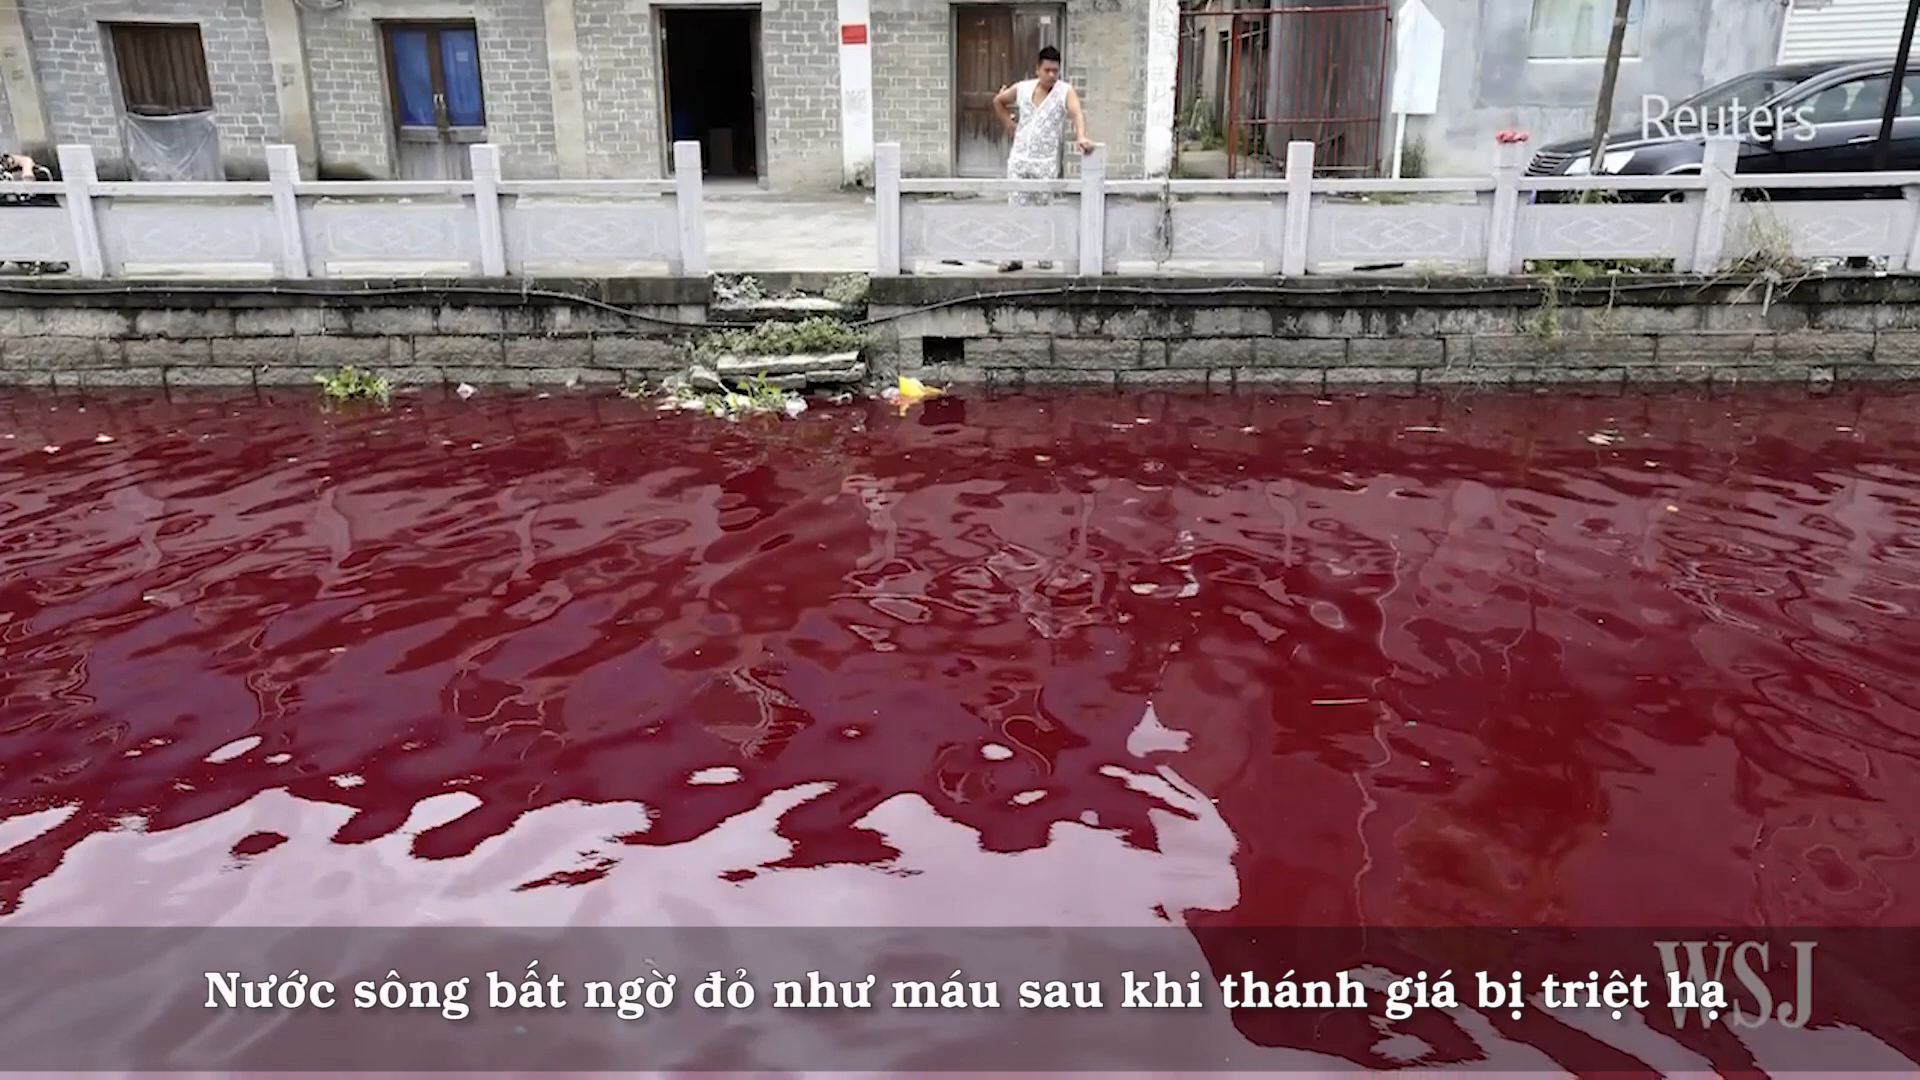 Reuters
Nước sông bất ngờ đỏ như máu sau khi thánh giá bị triệt hạ
WSJ